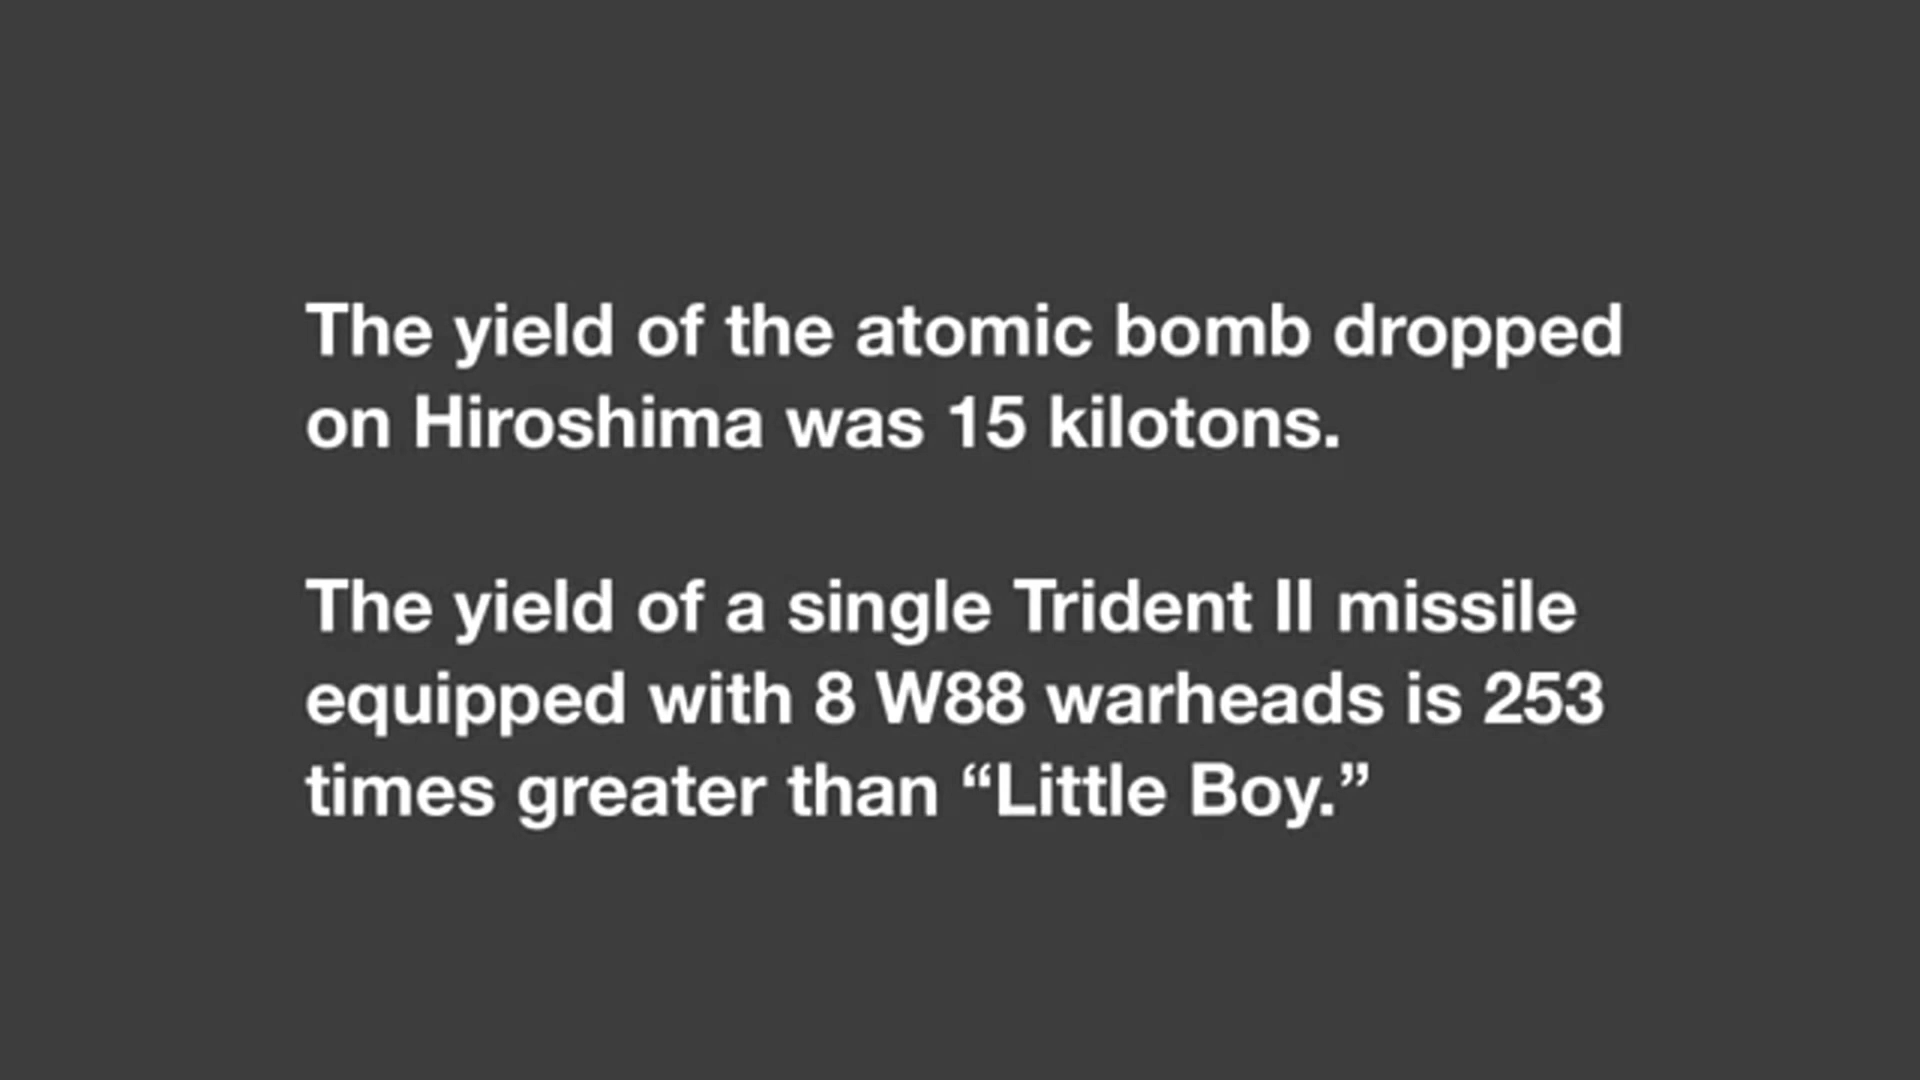 The yield of the atomic bomb dropped
on Hiroshima was 15 kilotons.
The yield of a single Trident II missile
equipped with 8 W88 warheads is 253
times greater than “Little Boy.”